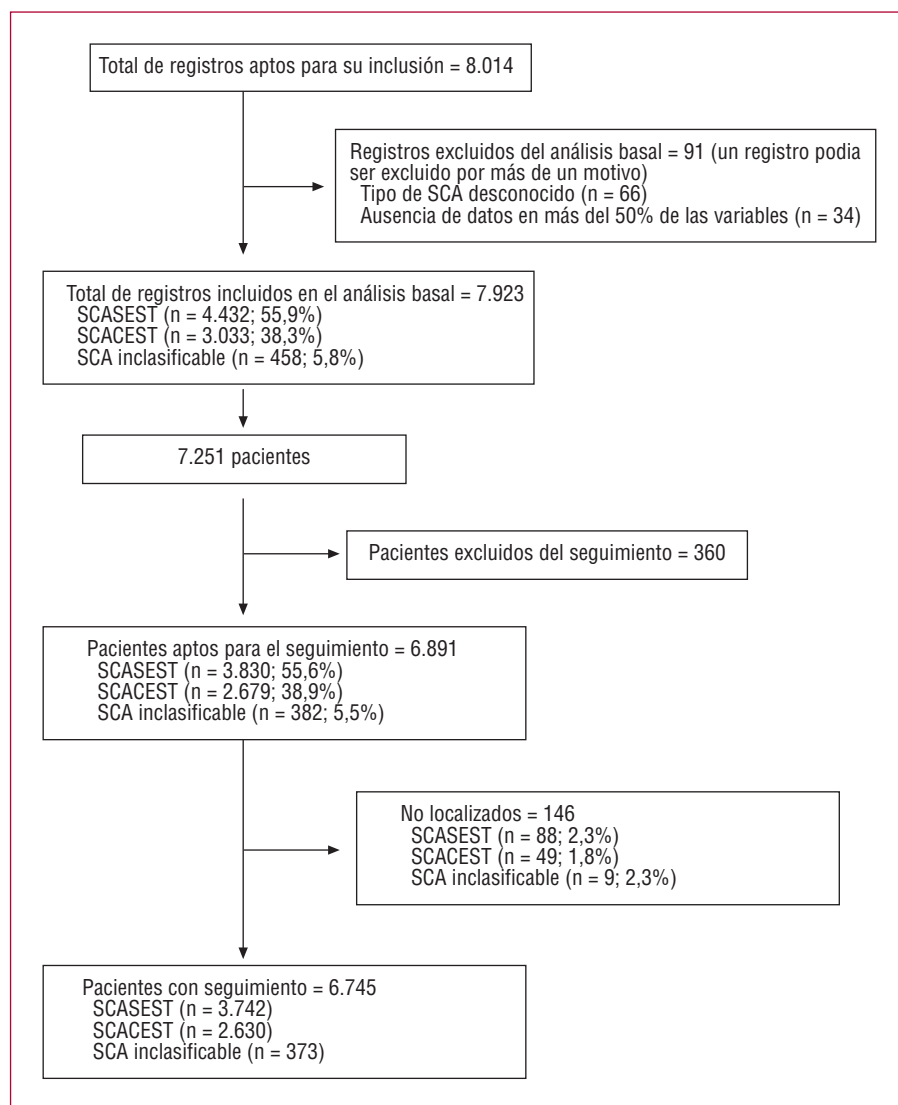 Total de registros aptos para su inclusión = 8.014
Registros excluidos del análisis basal = 91 (un registro podia
ser excluido por más de un motivo)
Tipo de SCA desconocido (n = 66)
Ausencia de datos en más del 50% de las variables (n = 34)
Total de registros incluidos en el análisis basal = 7.923
SCASEST (n = 4.432; 55,9%)
SCACEST (n = 3.033; 38,3%)
SCA inclasificable (n = 458; 5,8%)
7.251 pacientes
Pacientes excluidos del seguimiento = 360
Pacientes aptos para el seguimiento = 6.891
SCASEST (n = 3.830; 55,6%)
SCACEST (n = 2.679; 38,9%)
SCA inclasificable (n = 382; 5,5%)
No localizados = 146
SCASEST (n = 88; 2,3%)
SCACEST (n = 49; 1,8%)
SCA inclasificable (n = 9; 2,3%)
Pacientes con seguimiento = 6.745
SCASEST (n = 3.742)
SCACEST (n = 2.630)
SCA inclasificable (n = 373)